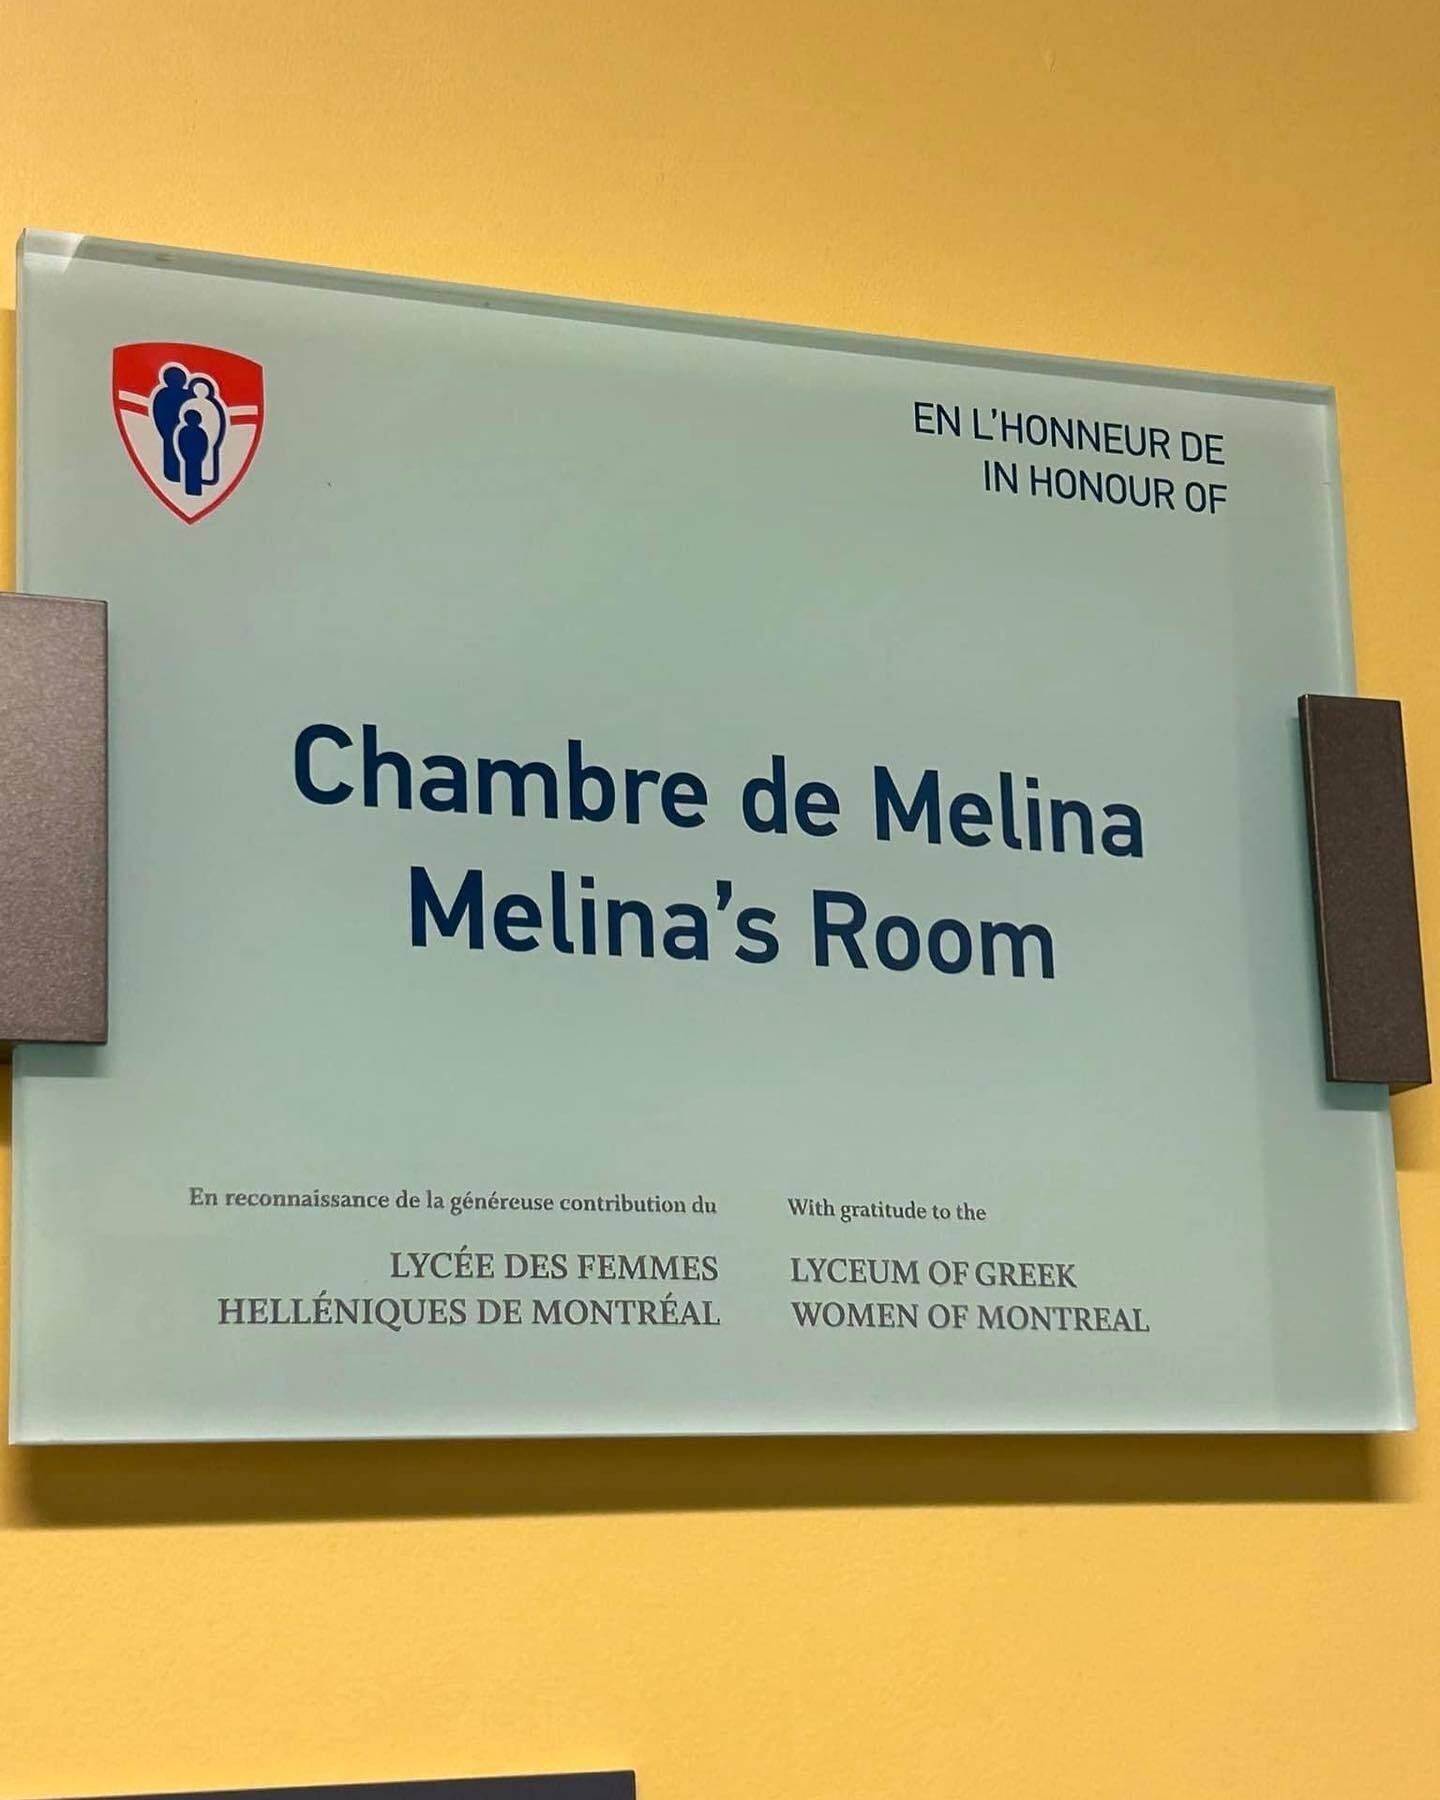 EN L'HONNEUR DE
IN HONOUR OF
Chambre de Melina
Melina's Room
En reconnaissance de la généreuse contribution du
LYCÉE DES FEMMES
HELLÉNIQUES DE MONTRÉAL
With gratitude to the
LYCEUM OF GREEK
WOMEN OF MONTREAL